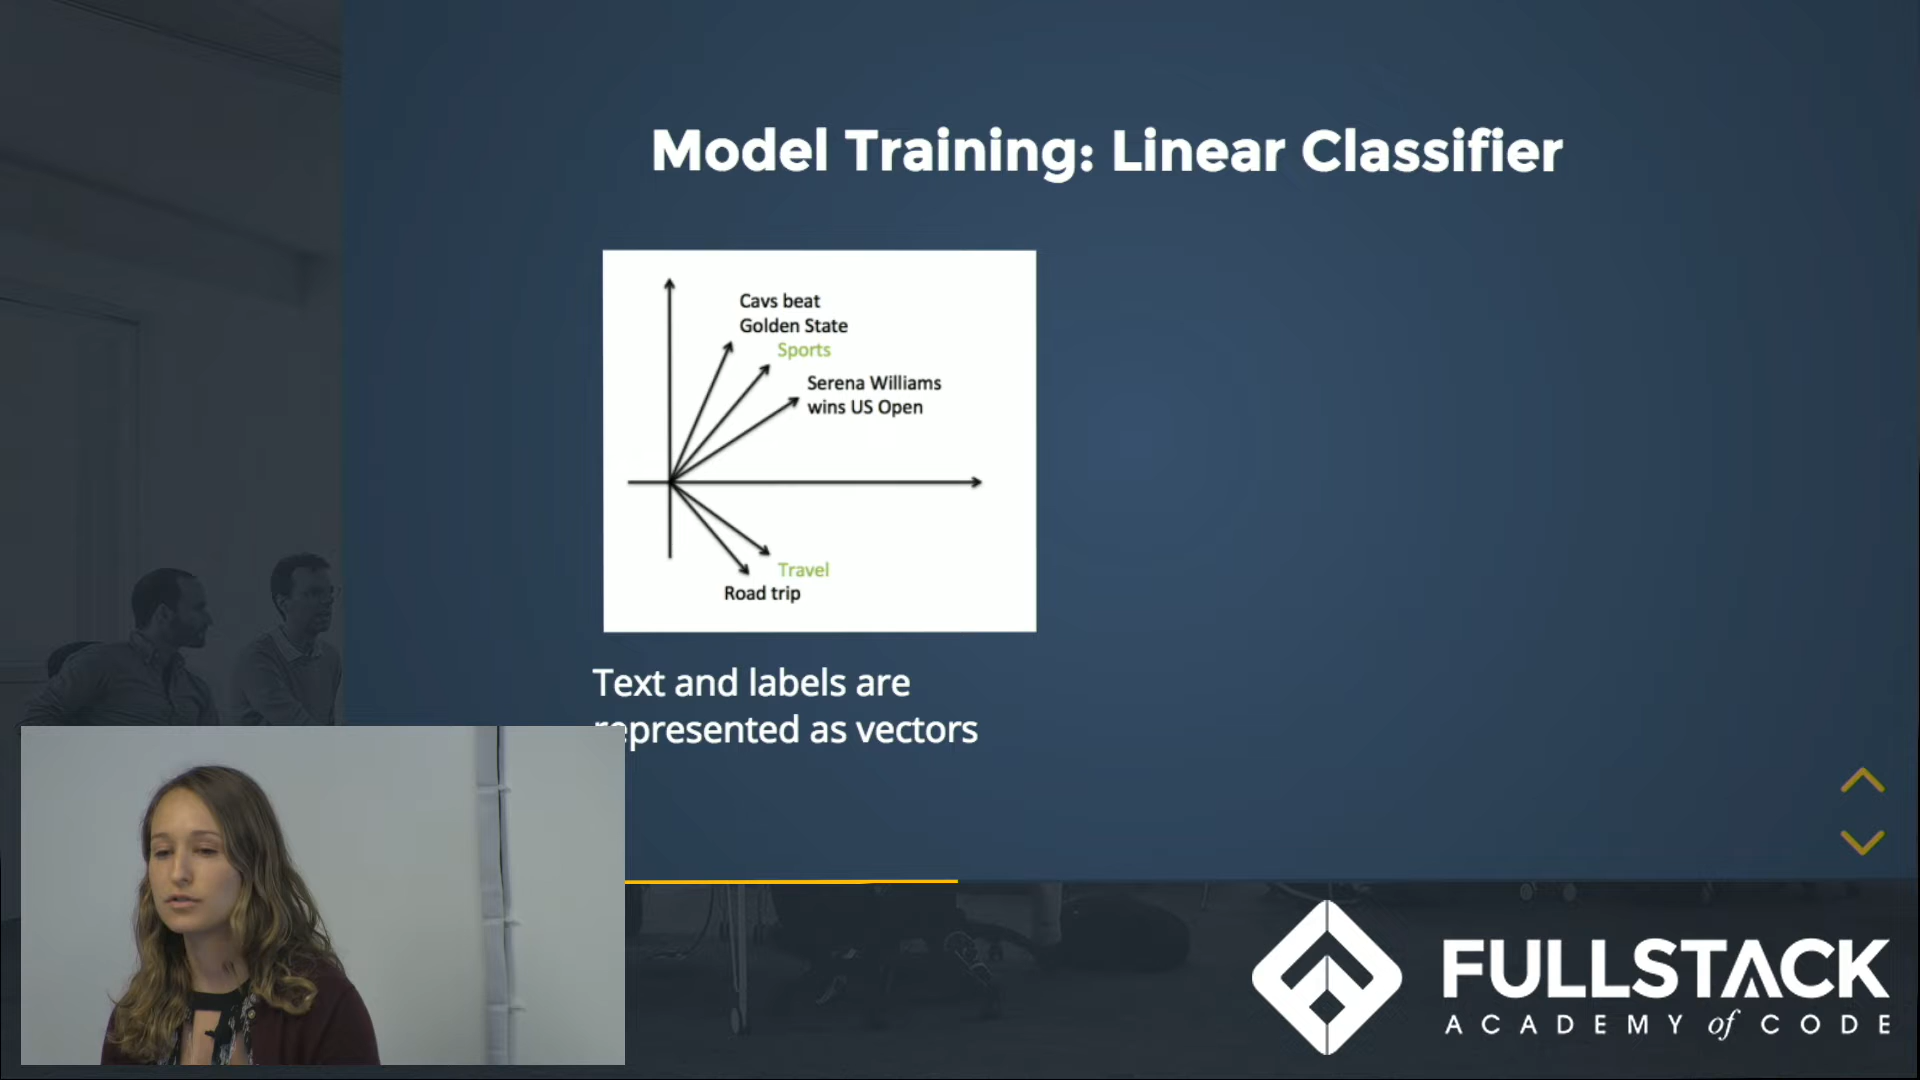 Model Training: Linear Classifier
Cavs beat
Golden State
Sports
Serena Williams
wins US Open
Travel
Road trip
Text and labels are
represented as vectors
FULLSTACK
ACADEMY of CODE